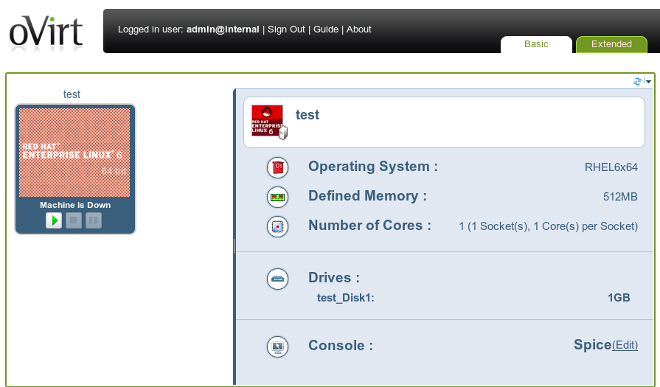 oVirt
Logged in user: admin@internal | Sign Out | Guide | About
Basic
Extended
test
RED HAT
ENTERPRISE LINUX 6
64 bit
Machine is Down
test
RED HAT
ENTERPRISE
LINUX 6
Operating System : RHEL6x64
Defined Memory : 512MB
Number of Cores : 1 (1 Socket(s), 1 Core(s) per Socket)
Drives :
test_Disk1: 1GB
Console : Spice(Edit)